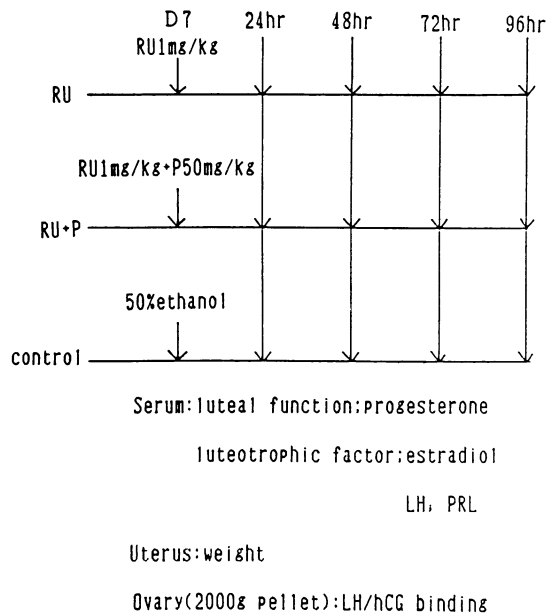 D7 24hr 48hr 72hr 96hr
RU1mg/kg
RU
RU1mg/kg+P50mg/kg
RU+P
50%ethanol
control
Serum:luteal function:progesterone
luteotrophic factor:estradiol
LH, PRL
Uterus:weight
Ovary(2000g pellet):LH/hCG binding